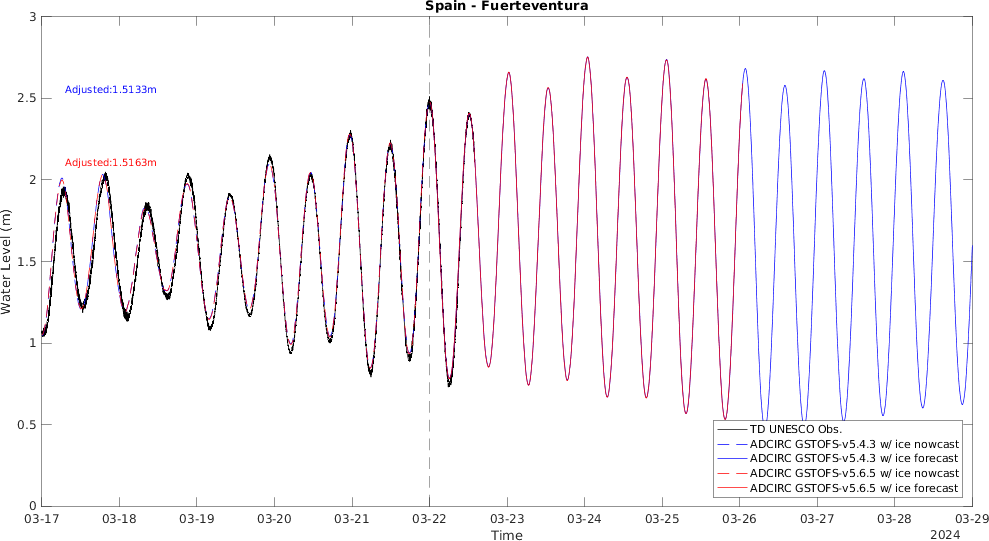 Spain - Fuerteventura
3
2.5
2
1.5
1
0.5
0
Water Level (m)
Adjusted:1.5133m
Adjusted:1.5163m
TD UNESCO Obs.
ADCIRC GSTOFS-v5.4.3 w/ ice nowcast
ADCIRC GSTOFS-v5.4.3 w/ ice forecast
ADCIRC GSTOFS-v5.6.5 w/ ice nowcast
ADCIRC GSTOFS-v5.6.5 w/ ice forecast
03-17 03-18 03-19 03-20 03-21 03-22 03-23 03-24 03-25 03-26 03-27 03-28 03-29
Time
2024